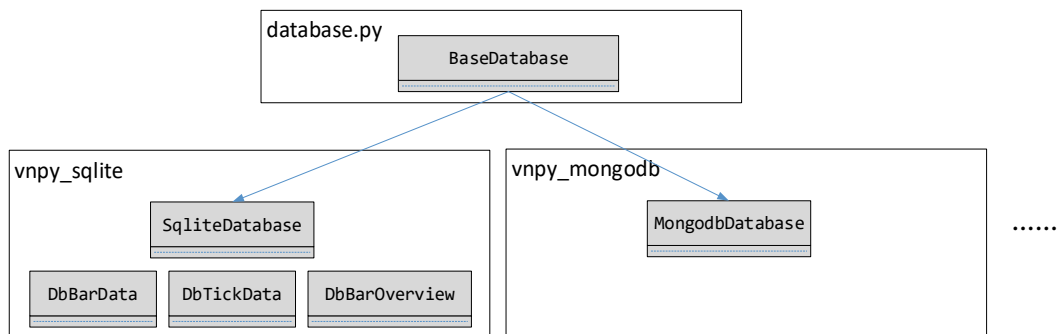 database.py
BaseDatabase
vnpy_sqlite
SqliteDatabase
DbBarData
DbTickData
DbBarOverview
vnpy_mongodb
MongodbDatabase
……